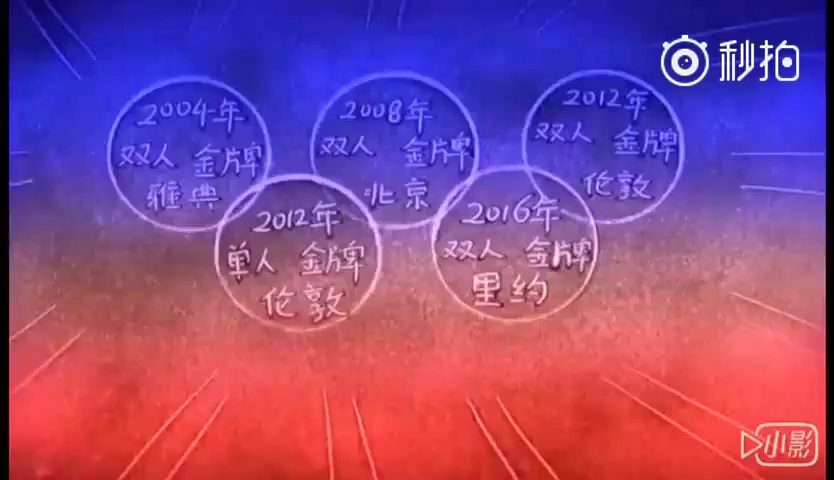 秒拍
2004年
双人 金牌
雅典
2008年
双人 金牌
北京
2012年
双人 金牌
伦敦
2012年
单人 金牌
伦敦
2016年
双人 金牌
里约
小影